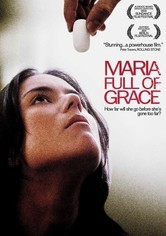 "Stunning...a powerhouse film."
Peter Travers, ROLLING STONE
MARIA
FULL OF GRACE
How far will she go before she's
gone too far?